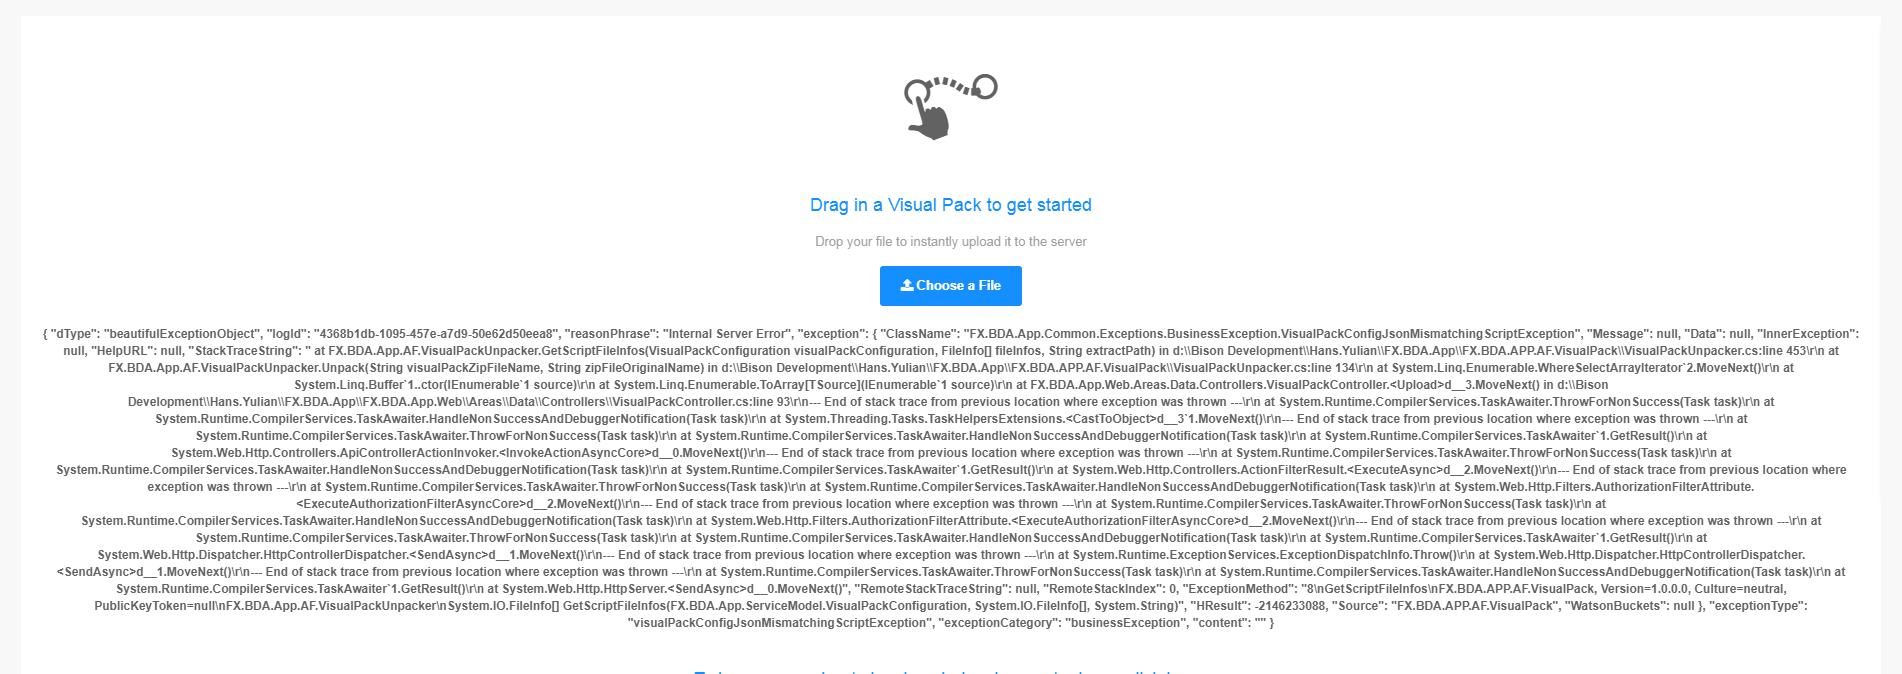 Drag in a Visual Pack to get started
Drop your file to instantly upload it to the server
Choose a File
{ "dType": "beautifulExceptionObject", "logId": "4368b1db-1095-457e-a7d9-50e62d50eea8", "reasonPhrase": "Internal Server Error", "exception": { "ClassName": "FX.BDA.App.Common.Exceptions.BusinessException.VisualPackConfigJsonMismatchingScriptException", "Message": null, "Data": null, "InnerException":
null, "HelpURL": null, "StackTraceString": " at FX.BDA.App.AF.VisualPackUnpacker.GetScriptFileInfos(VisualPackConfiguration visualPackConfiguration, FileInfo[] fileInfos, String extractPath) in d:\\Bison Development\\Hans.Yulian\\FX.BDA.App\\FX.BDA.APP.AF.VisualPack\\VisualPackUnpacker.cs:line 453\r\n at
FX.BDA.App.AF.VisualPackUnpacker.Unpack(String visualPackZipFileName, String zipFileOriginalName) in d:\\Bison Development\\Hans.Yulian\\FX.BDA.App\\FX.BDA.APP.AF.VisualPack\\VisualPackUnpacker.cs:line 134\r\n at System.Linq.Enumerable.WhereSelectArrayIterator`2.MoveNext()\r\n at
System.Linq.Buffer`1..ctor(IEnumerable`1 source)\r\n at System.Linq.Enumerable.ToArray[TSource](IEnumerable`1 source)\r\n at FX.BDA.App.Web.Areas.Data.Controllers.VisualPackController.<Upload>d__3.MoveNext() in d:\\Bison
Development\\Hans.Yulian\\FX.BDA.App\\FX.BDA.App.Web\\Areas\\Data\\Controllers\\VisualPackController.cs:line 93\r\n--- End of stack trace from previous location where exception was thrown ---\r\n at System.Runtime.CompilerServices.TaskAwaiter.ThrowForNonSuccess(Task task)\r\n at
System.Runtime.CompilerServices.TaskAwaiter.HandleNonSuccessAndDebuggerNotification(Task task)\r\n at System.Threading.Tasks.TaskHelpersExtensions.<CastToObject>d__3`1.MoveNext()\r\n--- End of stack trace from previous location where exception was thrown ---\r\n at
System.Runtime.CompilerServices.TaskAwaiter.ThrowForNonSuccess(Task task)\r\n at System.Runtime.CompilerServices.TaskAwaiter.HandleNonSuccessAndDebuggerNotification(Task task)\r\n at System.Runtime.CompilerServices.TaskAwaiter`1.GetResult()\r\n at
System.Web.Http.Controllers.ApiControllerActionInvoker.<InvokeActionAsyncCore>d__0.MoveNext()\r\n--- End of stack trace from previous location where exception was thrown ---\r\n at System.Runtime.CompilerServices.TaskAwaiter.ThrowForNonSuccess(Task task)\r\n at
System.Runtime.CompilerServices.TaskAwaiter.HandleNonSuccessAndDebuggerNotification(Task task)\r\n at System.Runtime.CompilerServices.TaskAwaiter`1.GetResult()\r\n at System.Web.Http.Controllers.ActionFilterResult.<ExecuteAsync>d__2.MoveNext()\r\n--- End of stack trace from previous location where
exception was thrown ---\r\n at System.Runtime.CompilerServices.TaskAwaiter.ThrowForNonSuccess(Task task)\r\n at System.Runtime.CompilerServices.TaskAwaiter.HandleNonSuccessAndDebuggerNotification(Task task)\r\n at System.Web.Http.Filters.AuthorizationFilterAttribute.
<ExecuteAuthorizationFilterAsyncCore>d__2.MoveNext()\r\n--- End of stack trace from previous location where exception was thrown ---\r\n at System.Runtime.CompilerServices.TaskAwaiter.ThrowForNonSuccess(Task task)\r\n at
System.Runtime.CompilerServices.TaskAwaiter.HandleNonSuccessAndDebuggerNotification(Task task)\r\n at System.Web.Http.Filters.AuthorizationFilterAttribute.<ExecuteAuthorizationFilterAsyncCore>d__2.MoveNext()\r\n--- End of stack trace from previous location where exception was thrown ---\r\n at
System.Runtime.CompilerServices.TaskAwaiter.ThrowForNonSuccess(Task task)\r\n at System.Runtime.CompilerServices.TaskAwaiter.HandleNonSuccessAndDebuggerNotification(Task task)\r\n at System.Runtime.CompilerServices.TaskAwaiter`1.GetResult()\r\n at
System.Web.Http.Dispatcher.HttpControllerDispatcher.<SendAsync>d__1.MoveNext()\r\n--- End of stack trace from previous location where exception was thrown ---\r\n at System.Runtime.ExceptionServices.ExceptionDispatchInfo.Throw()\r\n at System.Web.Http.Dispatcher.HttpControllerDispatcher.
<SendAsync>d__1.MoveNext()\r\n--- End of stack trace from previous location where exception was thrown ---\r\n at System.Runtime.CompilerServices.TaskAwaiter.ThrowForNonSuccess(Task task)\r\n at System.Runtime.CompilerServices.TaskAwaiter.HandleNonSuccessAndDebuggerNotification(Task task)\r\n at
System.Runtime.CompilerServices.TaskAwaiter`1.GetResult()\r\n at System.Web.Http.HttpServer.<SendAsync>d__0.MoveNext()", "RemoteStackTraceString": null, "RemoteStackIndex": 0, "ExceptionMethod": "8\nGetScriptFileInfos\nFX.BDA.APP.AF.VisualPack, Version=1.0.0.0, Culture=neutral,
PublicKeyToken=null\nFX.BDA.App.AF.VisualPackUnpacker\nSystem.IO.FileInfo[] GetScriptFileInfos(FX.BDA.App.ServiceModel.VisualPackConfiguration, System.IO.FileInfo[], System.String)", "HResult": -2146233088, "Source": "FX.BDA.APP.AF.VisualPack", "WatsonBuckets": null }, "exceptionType":
"visualPackConfigJsonMismatchingScriptException", "exceptionCategory": "businessException", "content": "" }